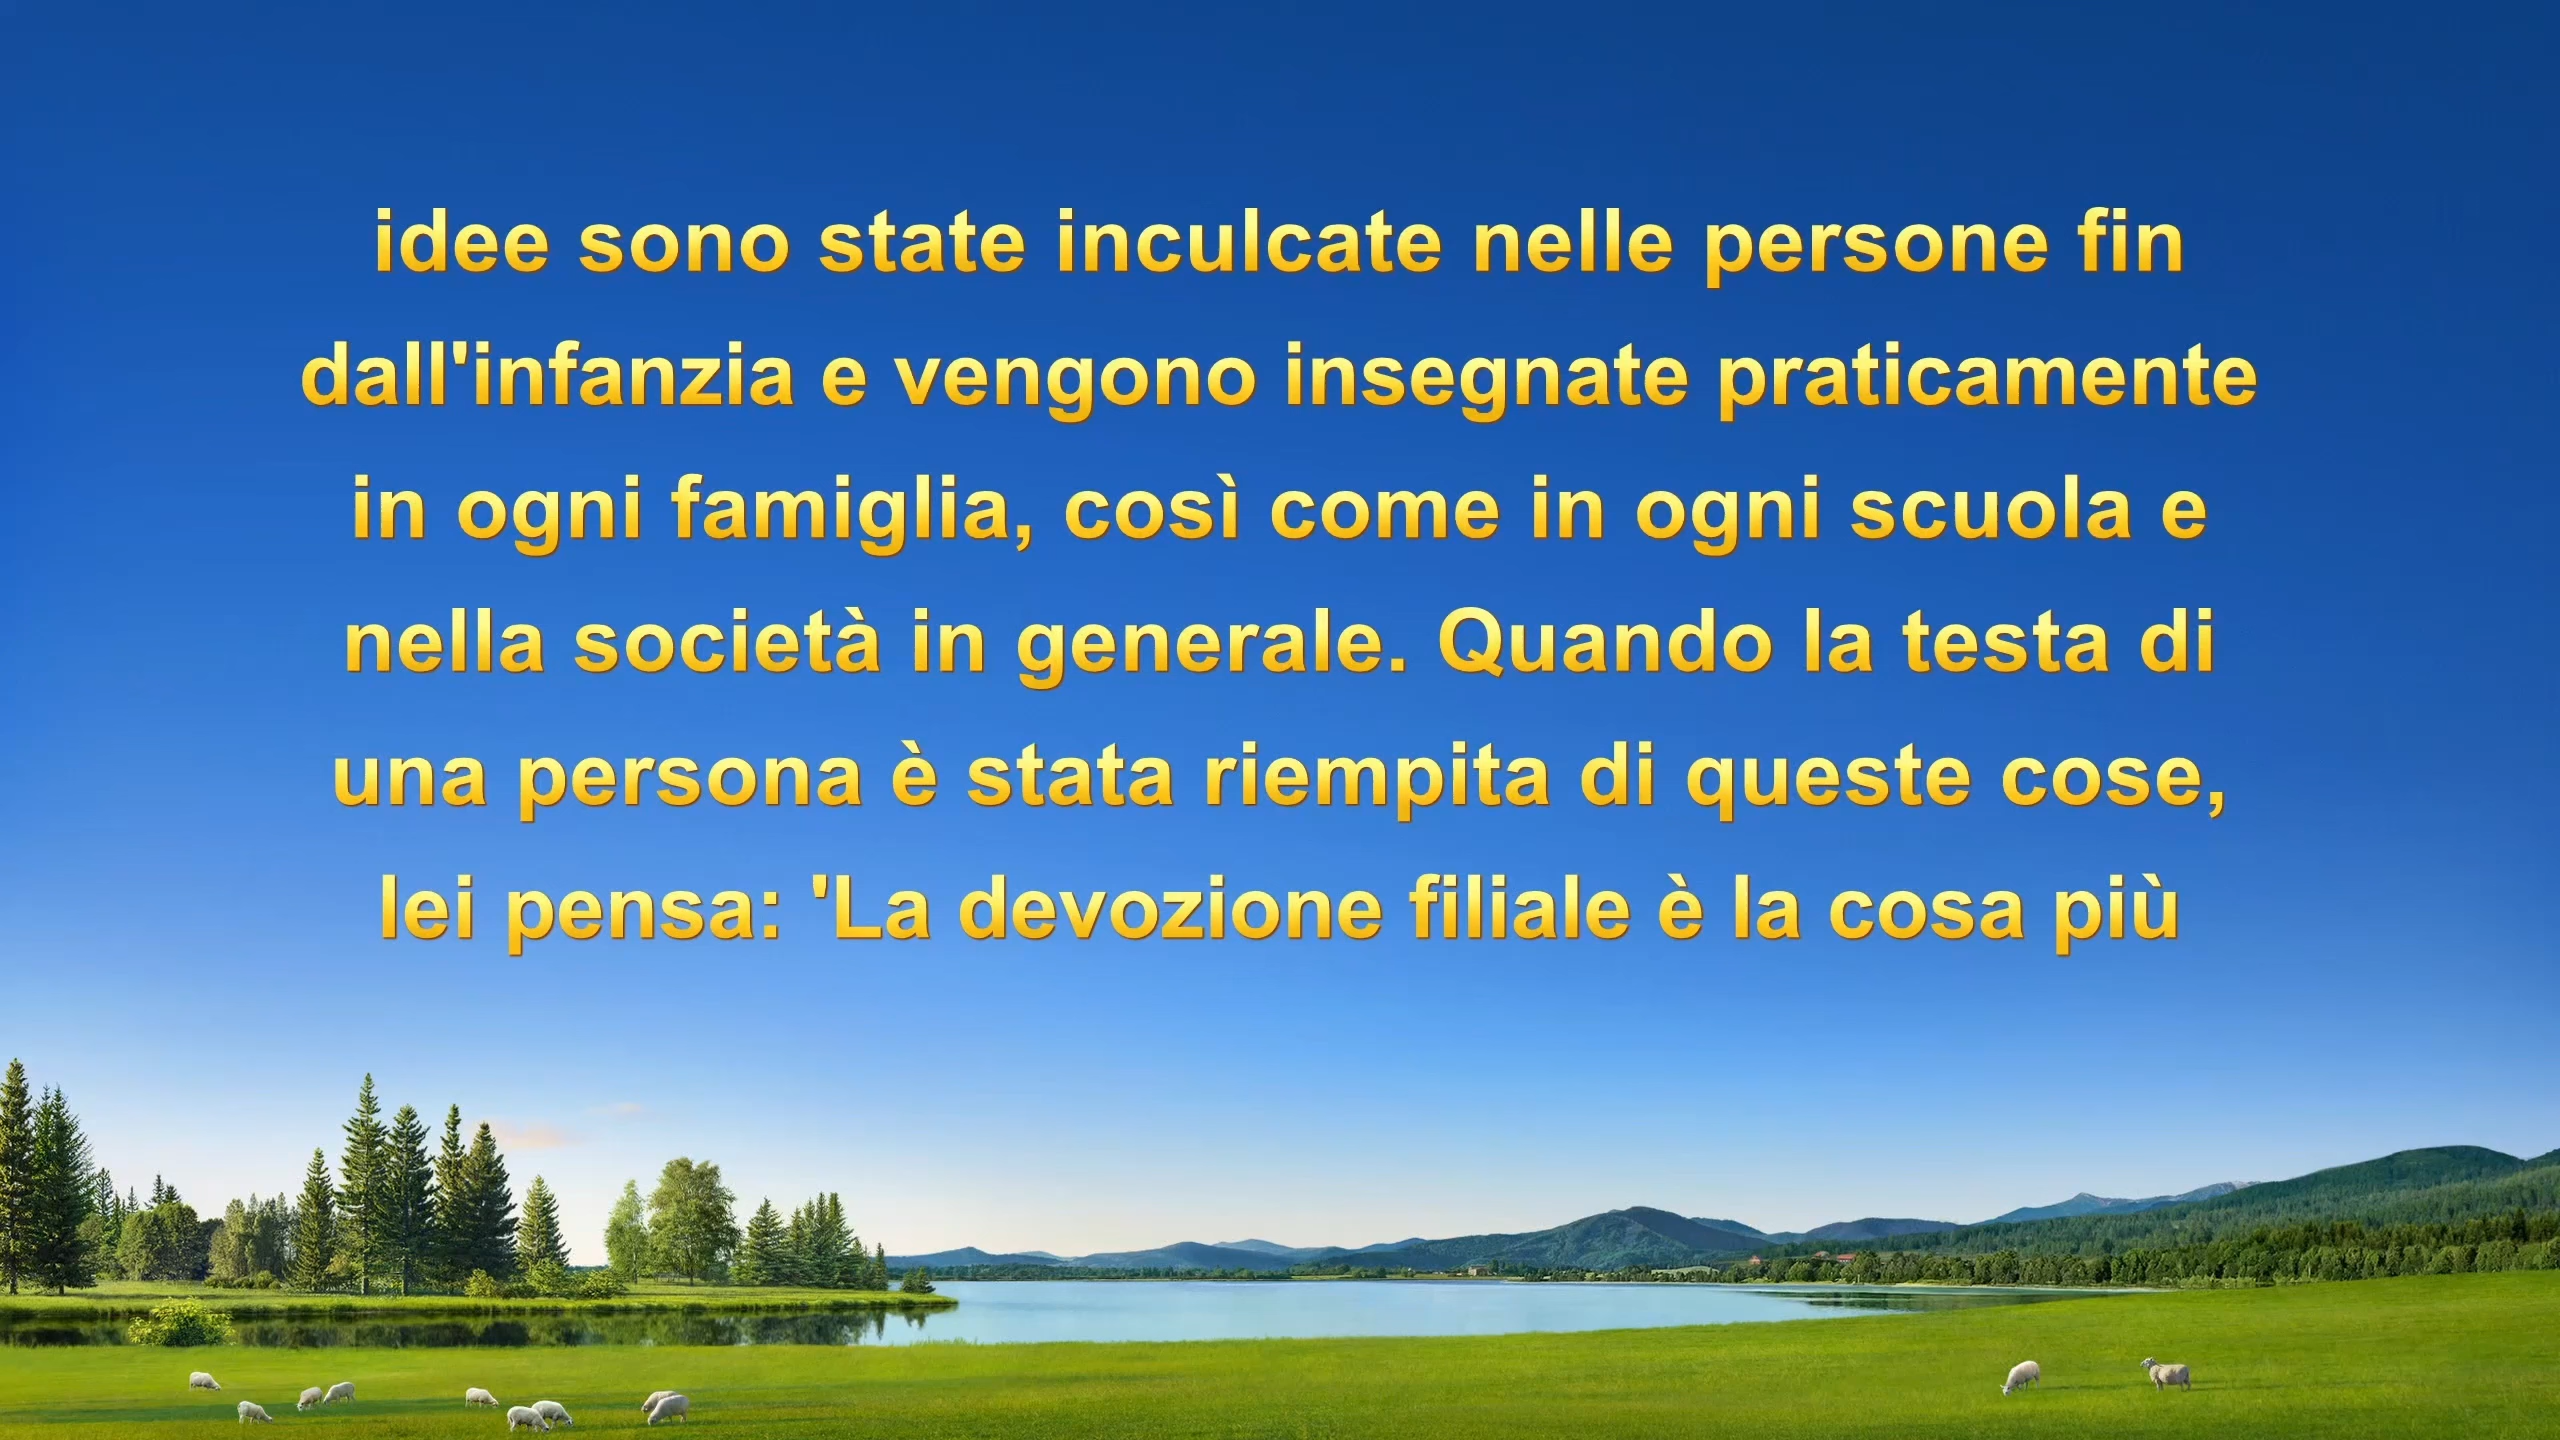 idee sono state inculcate nelle persone fin
dall'infanzia e vengono insegnate praticamente
in ogni famiglia, così come in ogni scuola e
nella società in generale. Quando la testa di
una persona è stata riempita di queste cose,
lei pensa: 'La devozione filiale è la cosa più